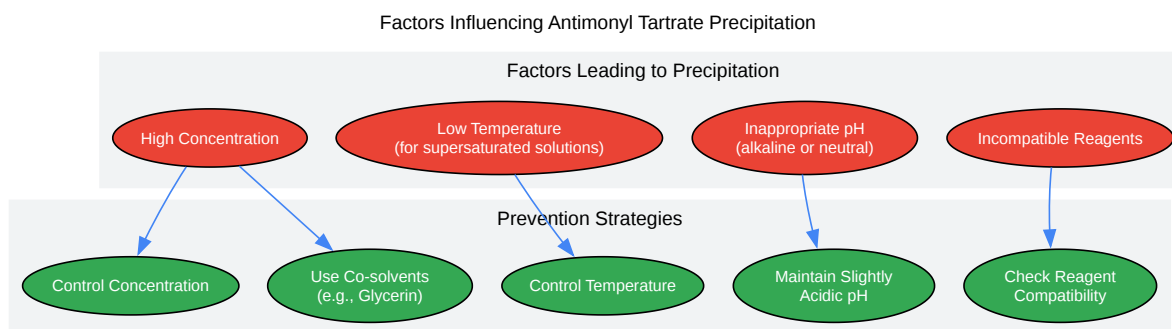 Factors Influencing Antimonyl Tartrate Precipitation
Factors Leading to Precipitation
High Concentration
Low Temperature
(for supersaturated solutions)
Inappropriate pH
(alkaline or neutral)
Incompatible Reagents
Prevention Strategies
Control Concentration
Use Co-solvents
(e.g., Glycerin)
Control Temperature
Maintain Slightly
Acidic pH
Check Reagent
Compatibility